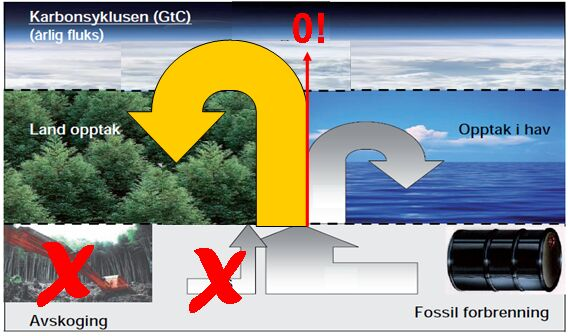 Karbonsyklusen (GtC)
(årlig fluks)
0!
Land opptak
Opptak i hav
X
X
Avskoging
Fossil forbrenning